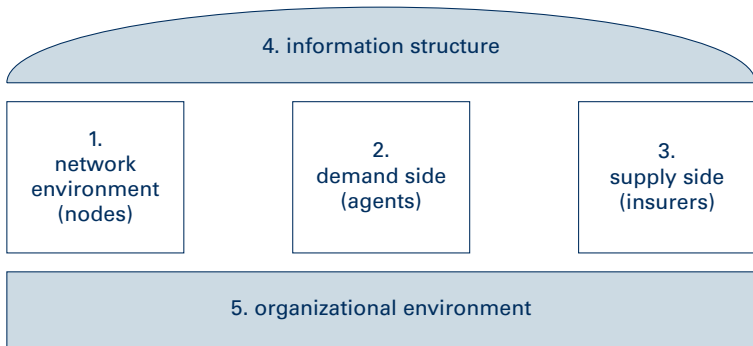 4. information structure
1.
network
environment
(nodes)
2.
demand side
(agents)
3.
supply side
(insurers)
5. organizational environment